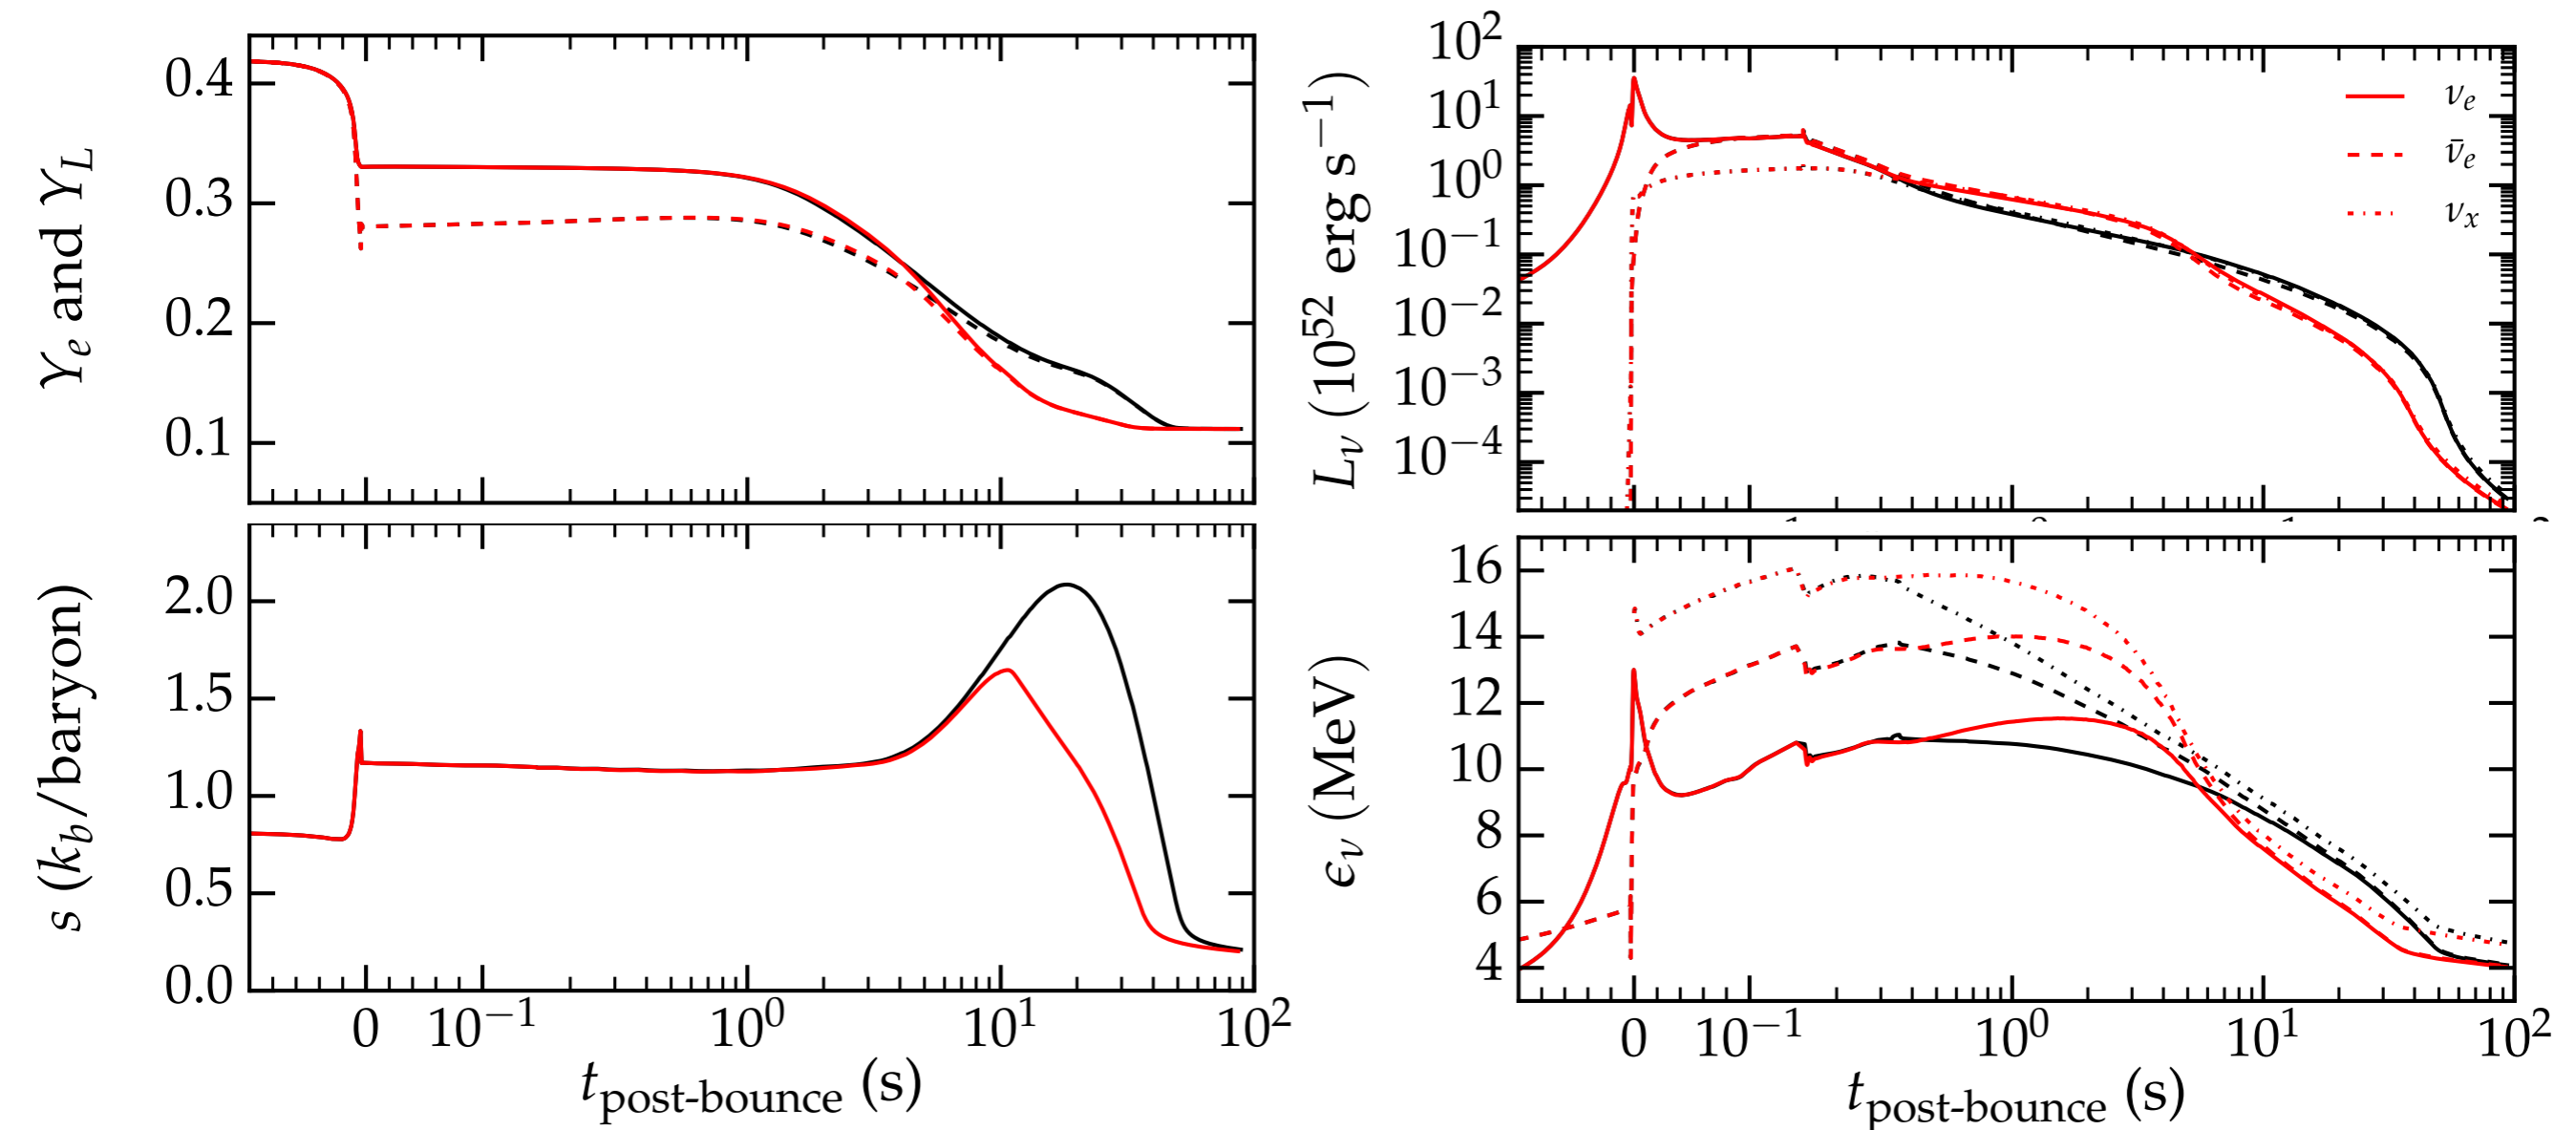 Y_e and Y_L
0.4
0.3
0.2
0.1
s (k_b/baryon)
2.0
1.5
1.0
0.5
0.0
0 10^−1 10^0 10^1 10^2
t_post-bounce (s)
L_ν (10^52 erg s^−1)
10^2
10^1
10^0
10^−1
10^−2
10^−3
10^−4
ν_e
ν̄_e
ν_x
ϵ_ν (MeV)
16
14
12
10
8
6
4
0 10^−1 10^0 10^1 10^2
t_post-bounce (s)